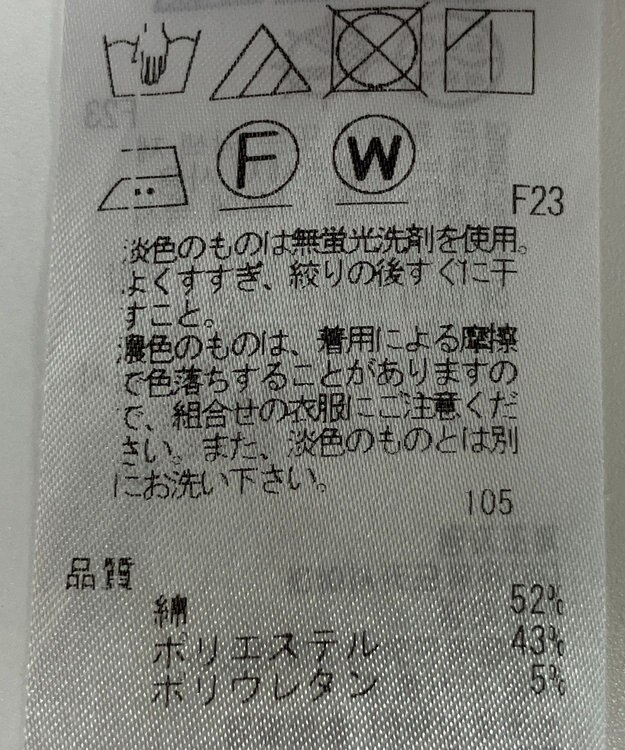 F W
F23
淡色のものは無蛍光洗剤を使用。
よくすすぎ、絞りの後すぐに干
すこと。
濃色のものは、着用による摩擦
で色落ちすることがありますの
で、組合せの衣服にご注意くだ
さい。また、淡色のものとは別
にお洗い下さい。
105
品質
綿 52%
ポリエステル 43%
ポリウレタン 5%